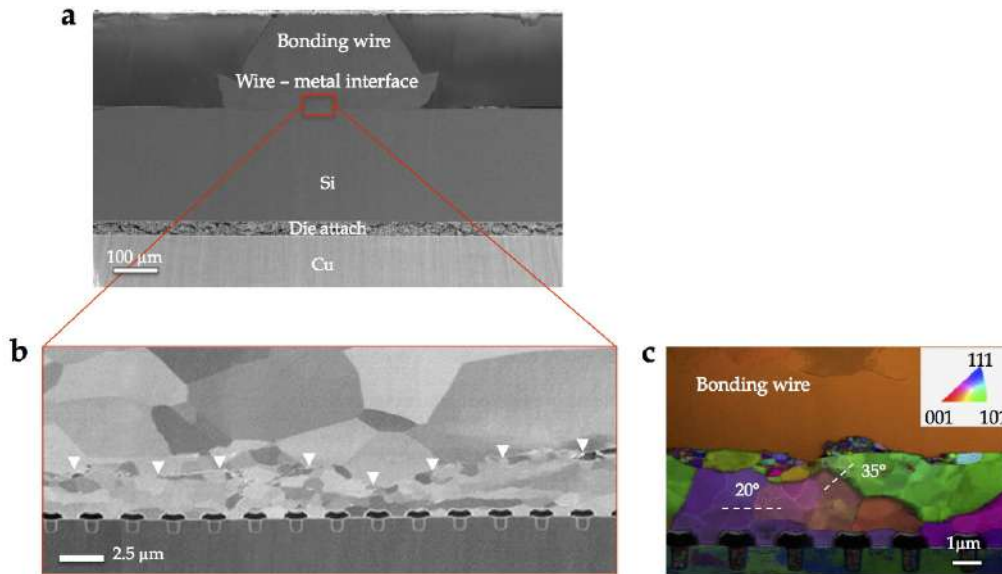 a
Bonding wire
Wire – metal interface
Si
Die attach
100 µm
Cu
b
2.5 µm
c
Bonding wire
111
001
101
35°
20°
1µm